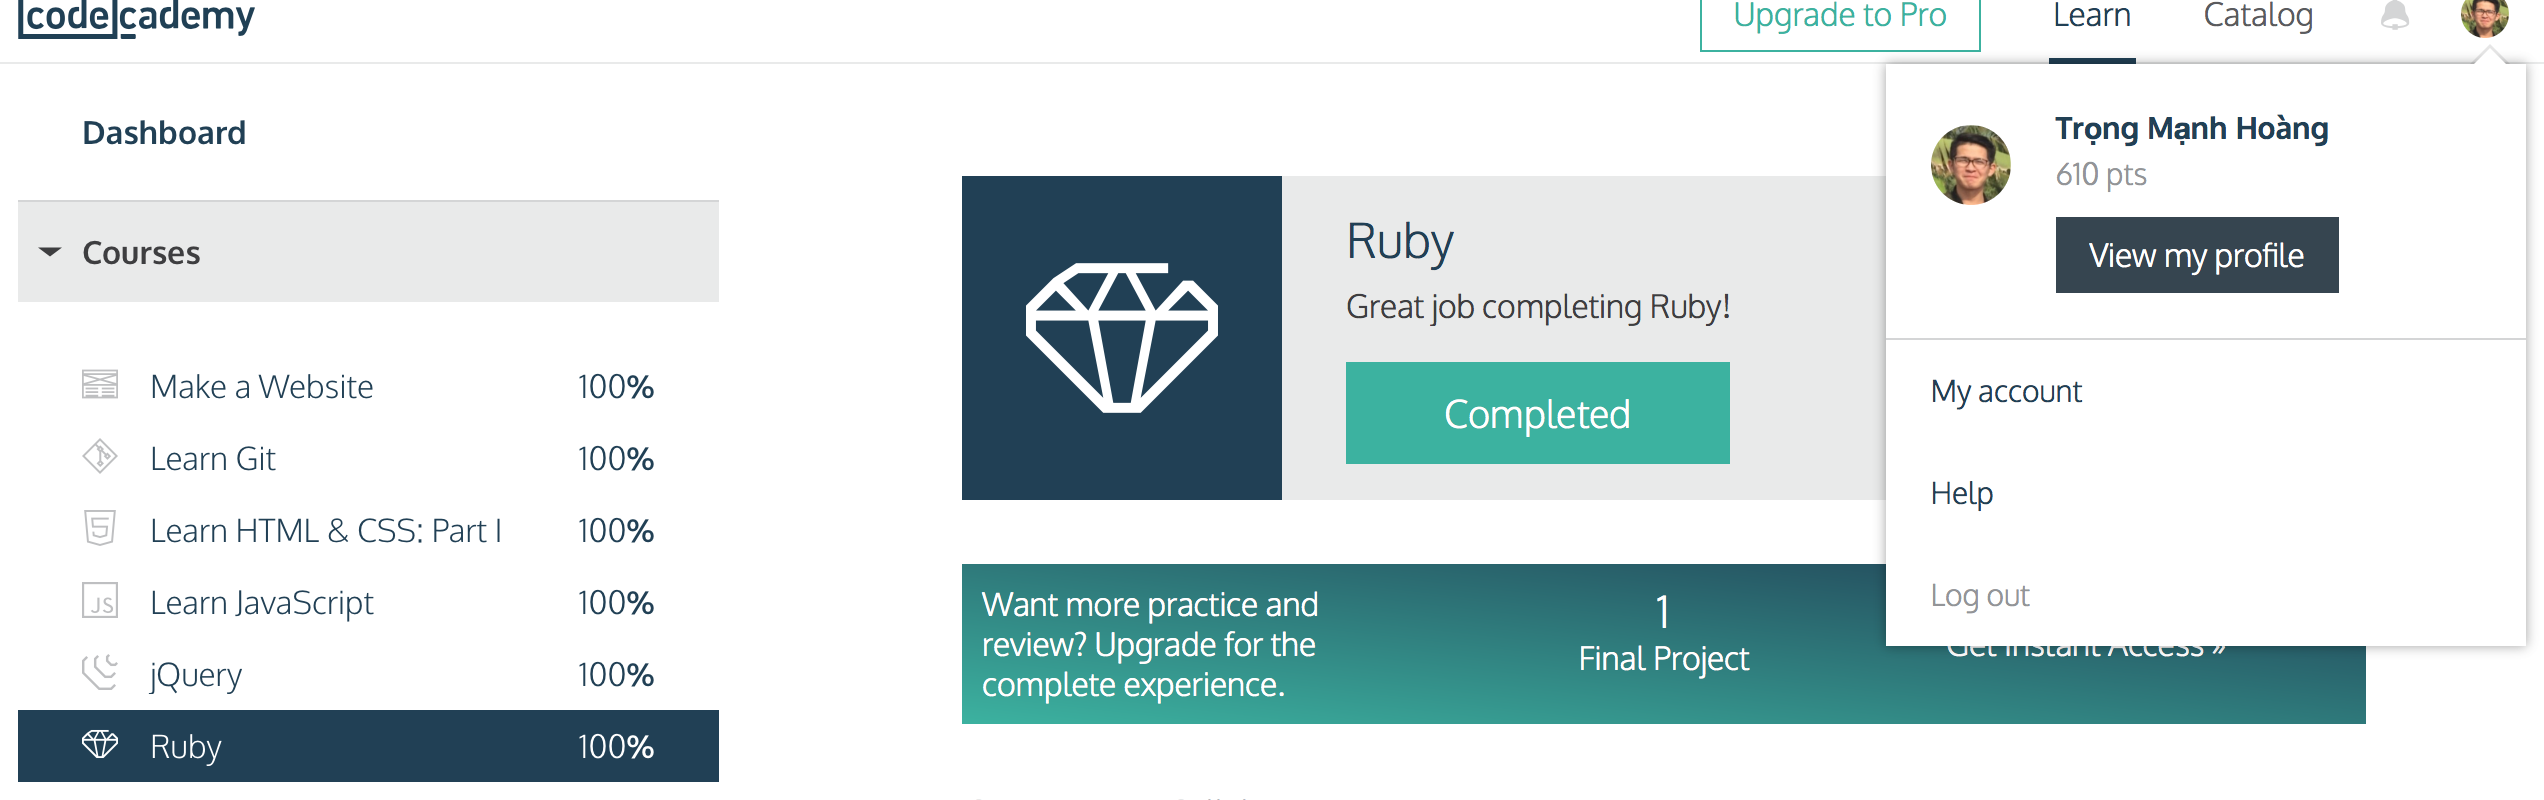 codecademy
Upgrade to Pro
Learn
Catalog
Dashboard
Courses
Make a Website 100%
Learn Git 100%
Learn HTML & CSS: Part I 100%
JS Learn JavaScript 100%
jQuery 100%
Ruby 100%
Ruby
Great job completing Ruby!
Completed
Want more practice and
review? Upgrade for the
complete experience.
1
Final Project
Get Instant Access »
Trọng Mạnh Hoàng
610 pts
View my profile
My account
Help
Log out